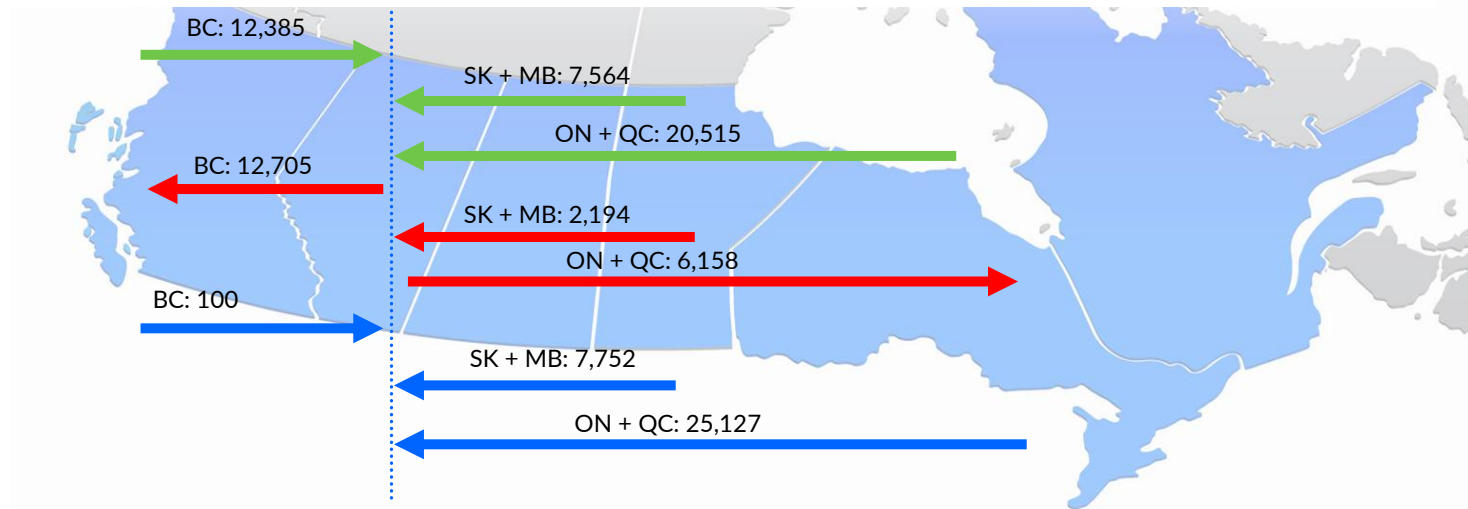 BC: 12,385
SK + MB: 7,564
ON + QC: 20,515
BC: 12,705
SK + MB: 2,194
ON + QC: 6,158
BC: 100
SK + MB: 7,752
ON + QC: 25,127